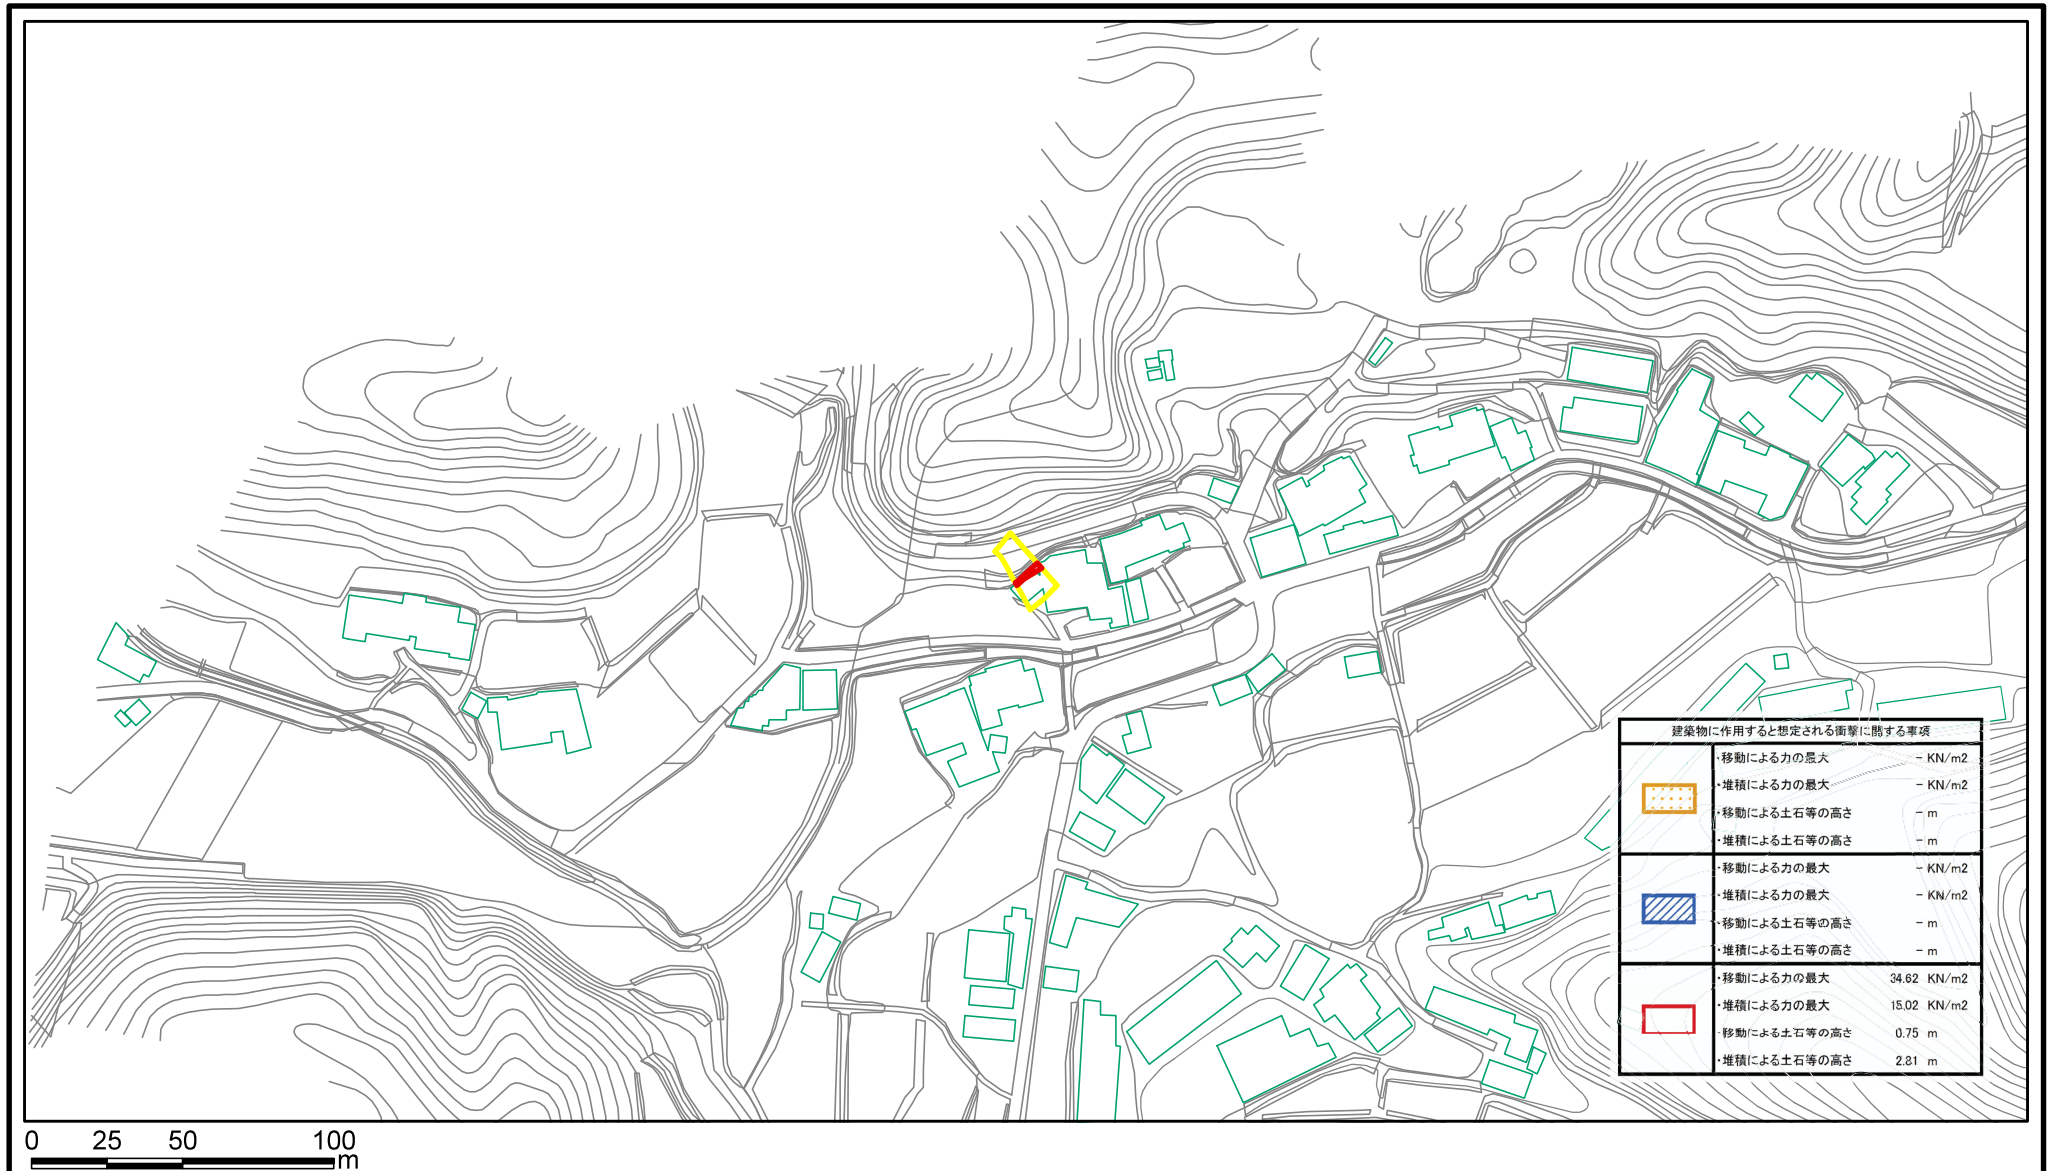 建築物に作用すると想定される衝撃に関する事項
・移動による力の最大 － KN/m2
・堆積による力の最大 － KN/m2
・移動による土石等の高さ － m
・堆積による土石等の高さ － m
・移動による力の最大 － KN/m2
・堆積による力の最大 － KN/m2
・移動による土石等の高さ － m
・堆積による土石等の高さ － m
・移動による力の最大 34.62 KN/m2
・堆積による力の最大 15.02 KN/m2
・移動による土石等の高さ 0.75 m
・堆積による土石等の高さ 2.81 m
0 25 50 100
m